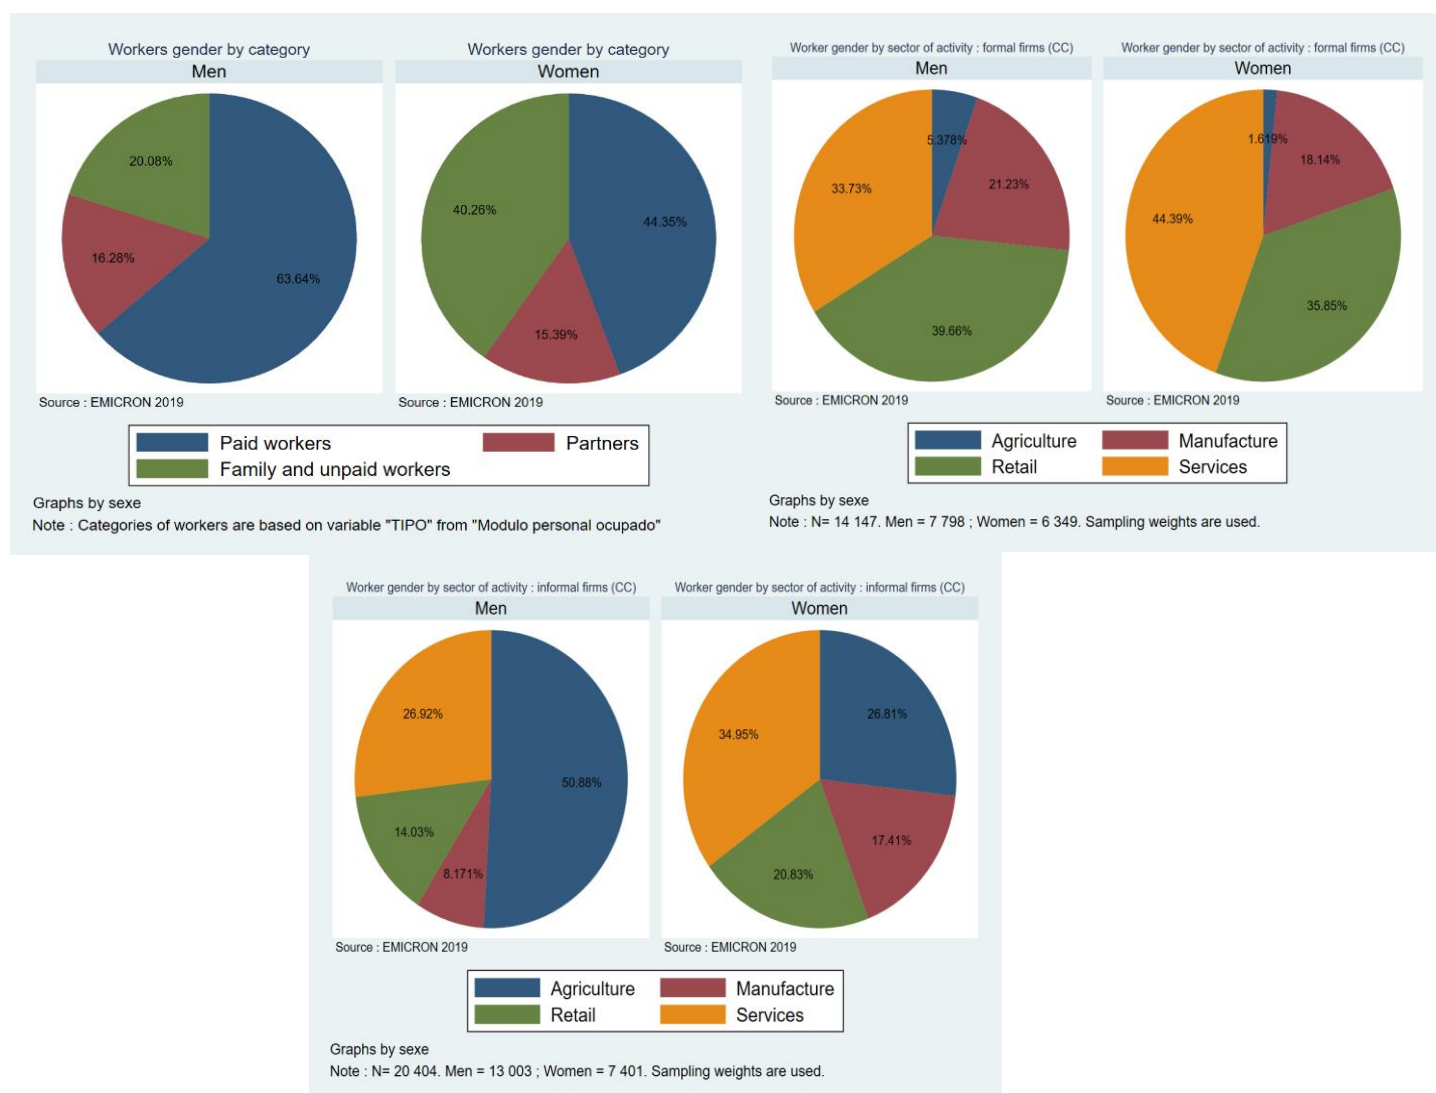 Workers gender by category
Men
20.08%
16.28%
63.64%
Source : EMICRON 2019
Workers gender by category
Women
40.26%
44.35%
15.39%
Source : EMICRON 2019
Paid workers
Partners
Family and unpaid workers
Graphs by sexe
Note : Categories of workers are based on variable "TIPO" from "Modulo personal ocupado"
Worker gender by sector of activity : formal firms (CC)
Men
5.378%
21.23%
33.73%
39.66%
Source : EMICRON 2019
Worker gender by sector of activity : formal firms (CC)
Women
1.619%
18.14%
44.39%
35.85%
Source : EMICRON 2019
Agriculture
Manufacture
Retail
Services
Graphs by sexe
Note : N= 14 147. Men = 7 798 ; Women = 6 349. Sampling weights are used.
Worker gender by sector of activity : informal firms (CC)
Men
26.92%
50.88%
14.03%
8.171%
Source : EMICRON 2019
Worker gender by sector of activity : informal firms (CC)
Women
26.81%
34.95%
17.41%
20.83%
Source : EMICRON 2019
Agriculture
Manufacture
Retail
Services
Graphs by sexe
Note : N= 20 404. Men = 13 003 ; Women = 7 401. Sampling weights are used.